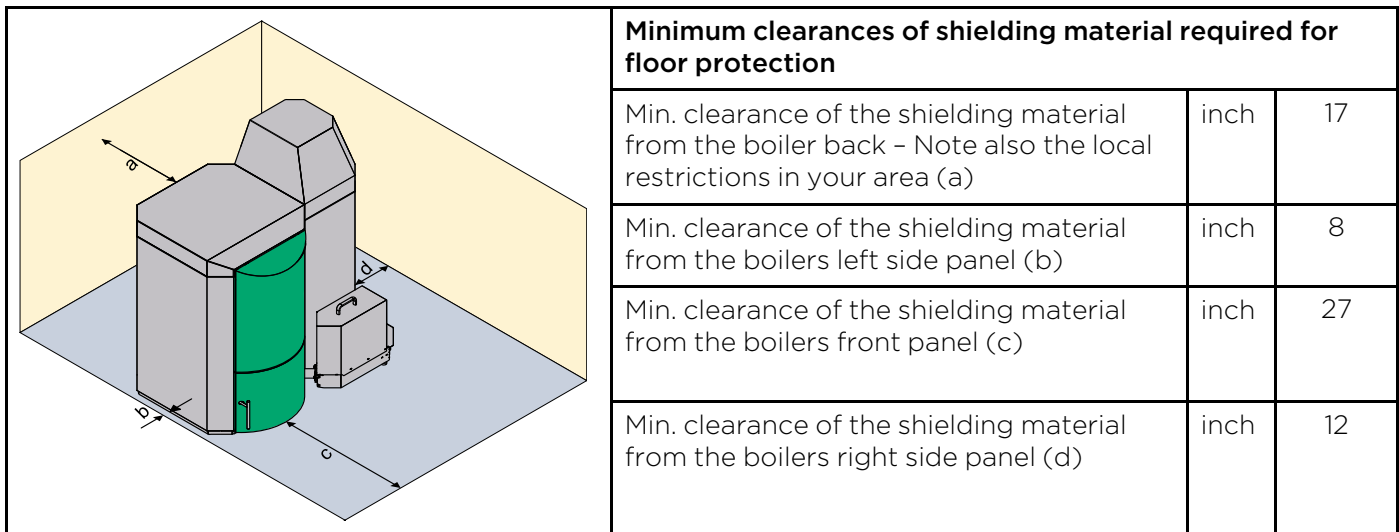 Minimum clearances of shielding material required for
floor protection
Min. clearance of the shielding material
from the boiler back – Note also the local
restrictions in your area (a)
inch
17
Min. clearance of the shielding material
from the boilers left side panel (b)
inch
8
Min. clearance of the shielding material
from the boilers front panel (c)
inch
27
Min. clearance of the shielding material
from the boilers right side panel (d)
inch
12
a
d
b
c